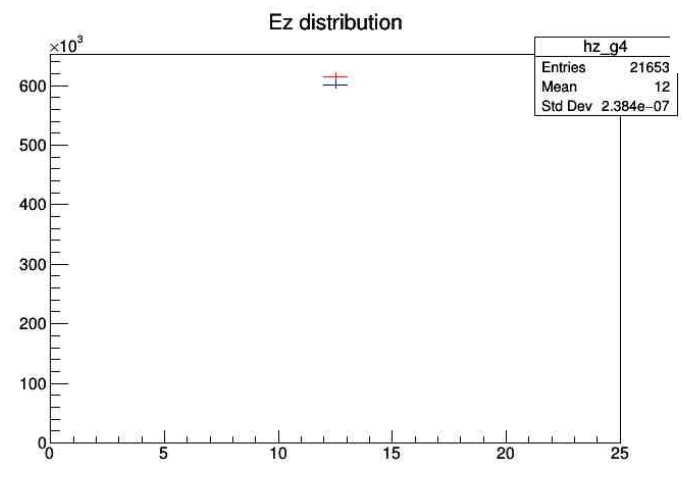 Ez distribution
×10³
hz_g4
Entries 21653
Mean 12
Std Dev 2.384e−07
600
500
400
300
200
100
0
0 5 10 15 20 25